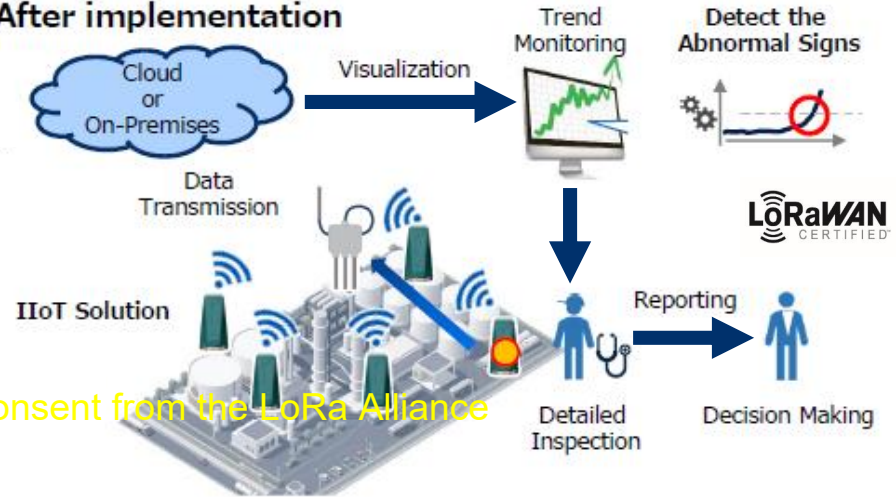 After implementation
Cloud
or
On-Premises
Visualization
Trend
Monitoring
Detect the
Abnormal Signs
Data
Transmission
LoRaWAN
CERTIFIED
IIoT Solution
Reporting
onsent from the LoRa Alliance
Detailed
Inspection
Decision Making